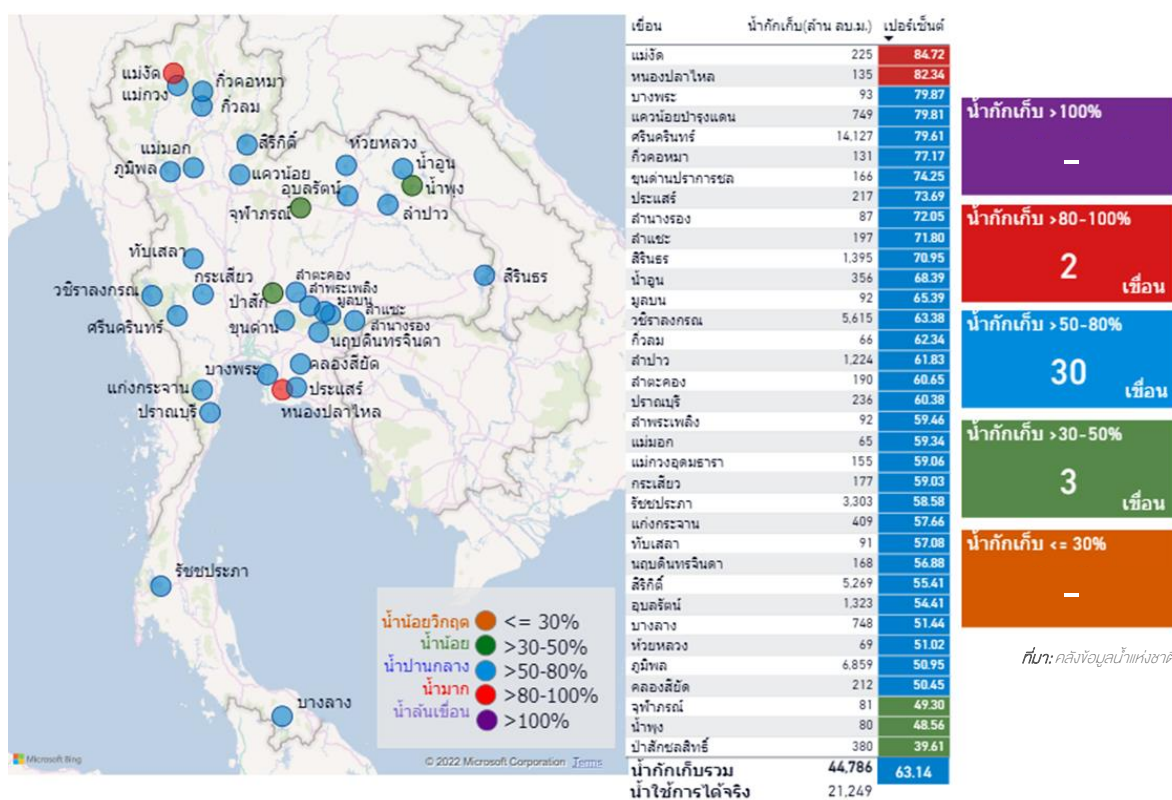 แม่งัด
แม่กวง
กิ่วคอหมา
กิ่วลม
สิริกิติ์
ห้วยหลวง
น้ำอูน
แม่มอก
ภูมิพล
แควน้อย
อุบลรัตน์
น้ำพุง
จุฬาภรณ์
ลำปาว
ทับเสลา
กระเสียว
ลำตะคอง
สิรินธร
วชิราลงกรณ
ป่าสัก
ลำพระเพลิง
มูลบน
ลำแชะ
ศรีนครินทร์
ขุนด่าน
ลำนางรอง
นฤบดินทรจินดา
บางพระ
คลองสียัด
แก่งกระจาน
ประแสร์
ปราณบุรี
หนองปลาไหล
รัชชประภา
บางลาง
น้ำน้อยวิกฤต <= 30%
น้ำน้อย >30-50%
น้ำปานกลาง >50-80%
น้ำมาก >80-100%
น้ำล้นเขื่อน >100%
Microsoft Bing
© 2022 Microsoft Corporation Terms
เขื่อน น้ำกักเก็บ(ล้าน ลบ.ม.) เปอร์เซ็นต์
แม่งัด 225 84.72
หนองปลาไหล 135 82.34
บางพระ 93 79.87
แควน้อยบำรุงแดน 749 79.81
ศรีนครินทร์ 14,127 79.61
กิ่วคอหมา 131 77.17
ขุนด่านปราการชล 166 74.25
ประแสร์ 217 73.69
ลำนางรอง 87 72.05
ลำแชะ 197 71.80
สิรินธร 1,395 70.95
น้ำอูน 356 68.39
มูลบน 92 65.39
วชิราลงกรณ 5,615 63.38
กิ่วลม 66 62.34
ลำปาว 1,224 61.83
ลำตะคอง 190 60.65
ปราณบุรี 236 60.38
ลำพระเพลิง 92 59.46
แม่มอก 65 59.34
แม่กวงอุดมธารา 155 59.06
กระเสียว 177 59.03
รัชชประภา 3,303 58.58
แก่งกระจาน 409 57.66
ทับเสลา 91 57.08
นฤบดินทรจินดา 168 56.88
สิริกิติ์ 5,269 55.41
อุบลรัตน์ 1,323 54.41
บางลาง 748 51.44
ห้วยหลวง 69 51.02
ภูมิพล 6,859 50.95
คลองสียัด 212 50.45
จุฬาภรณ์ 81 49.30
น้ำพุง 80 48.56
ป่าสักชลสิทธิ์ 380 39.61
น้ำกักเก็บรวม 44,786 63.14
น้ำใช้การได้จริง 21,249
น้ำกักเก็บ >100%
-
น้ำกักเก็บ >80-100%
2
เขื่อน
น้ำกักเก็บ >50-80%
30
เขื่อน
น้ำกักเก็บ >30-50%
3
เขื่อน
น้ำกักเก็บ <= 30%
-
ที่มา: คลังข้อมูลน้ำแห่งชาติ